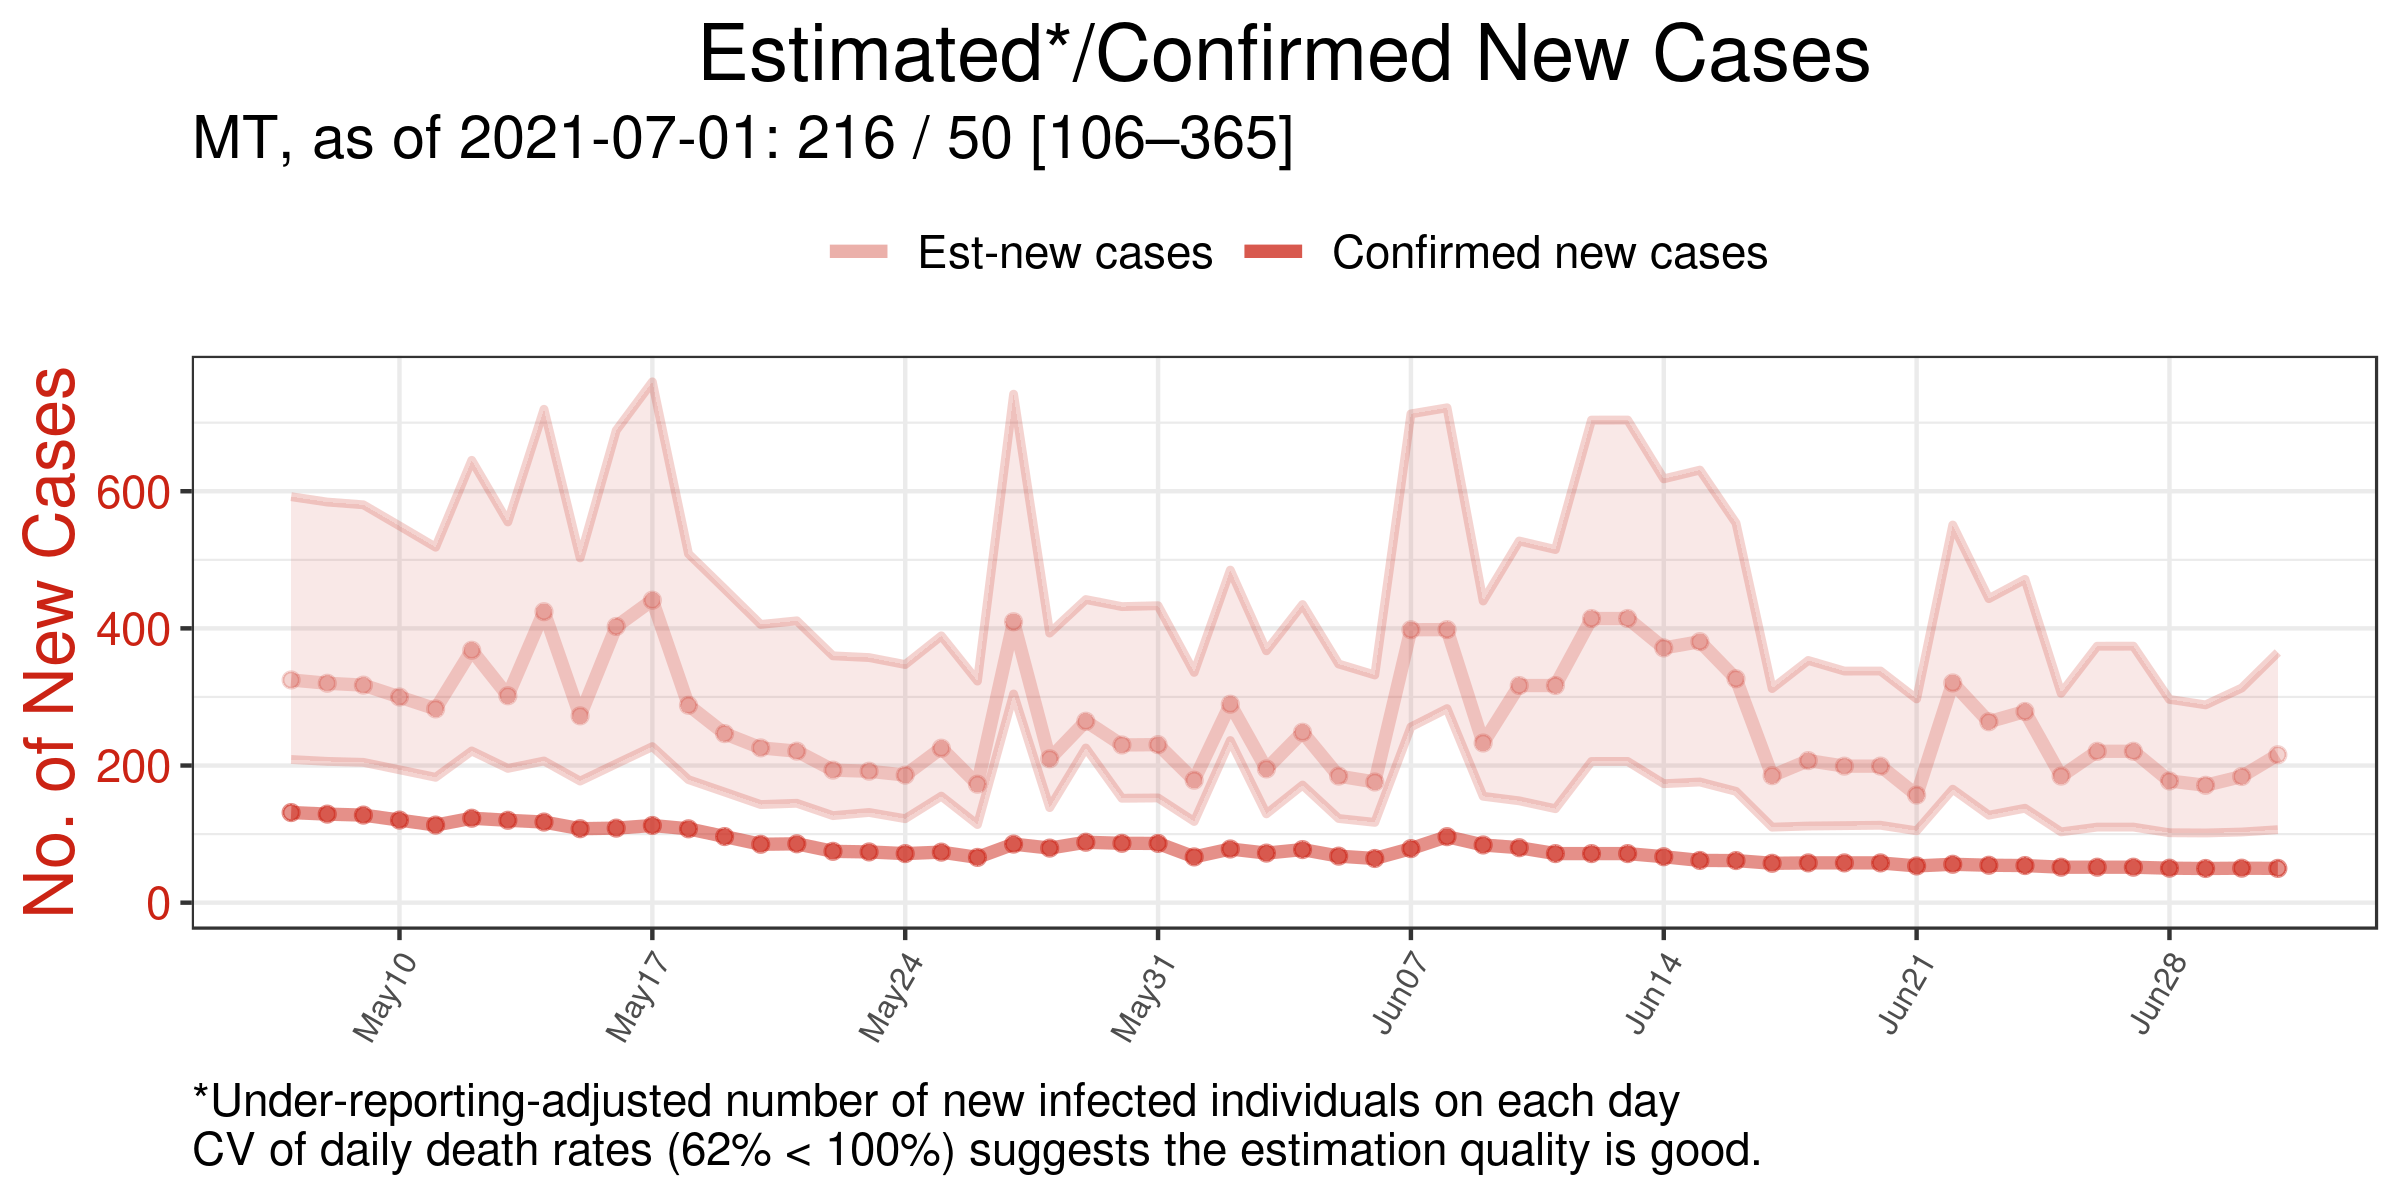 Estimated*/Confirmed New Cases
MT, as of 2021-07-01: 216 / 50 [106–365]
Est-new cases
Confirmed new cases
No. of New Cases
600
400
200
0
May10
May17
May24
May31
Jun07
Jun14
Jun21
Jun28
*Under-reporting-adjusted number of new infected individuals on each day
CV of daily death rates (62% < 100%) suggests the estimation quality is good.